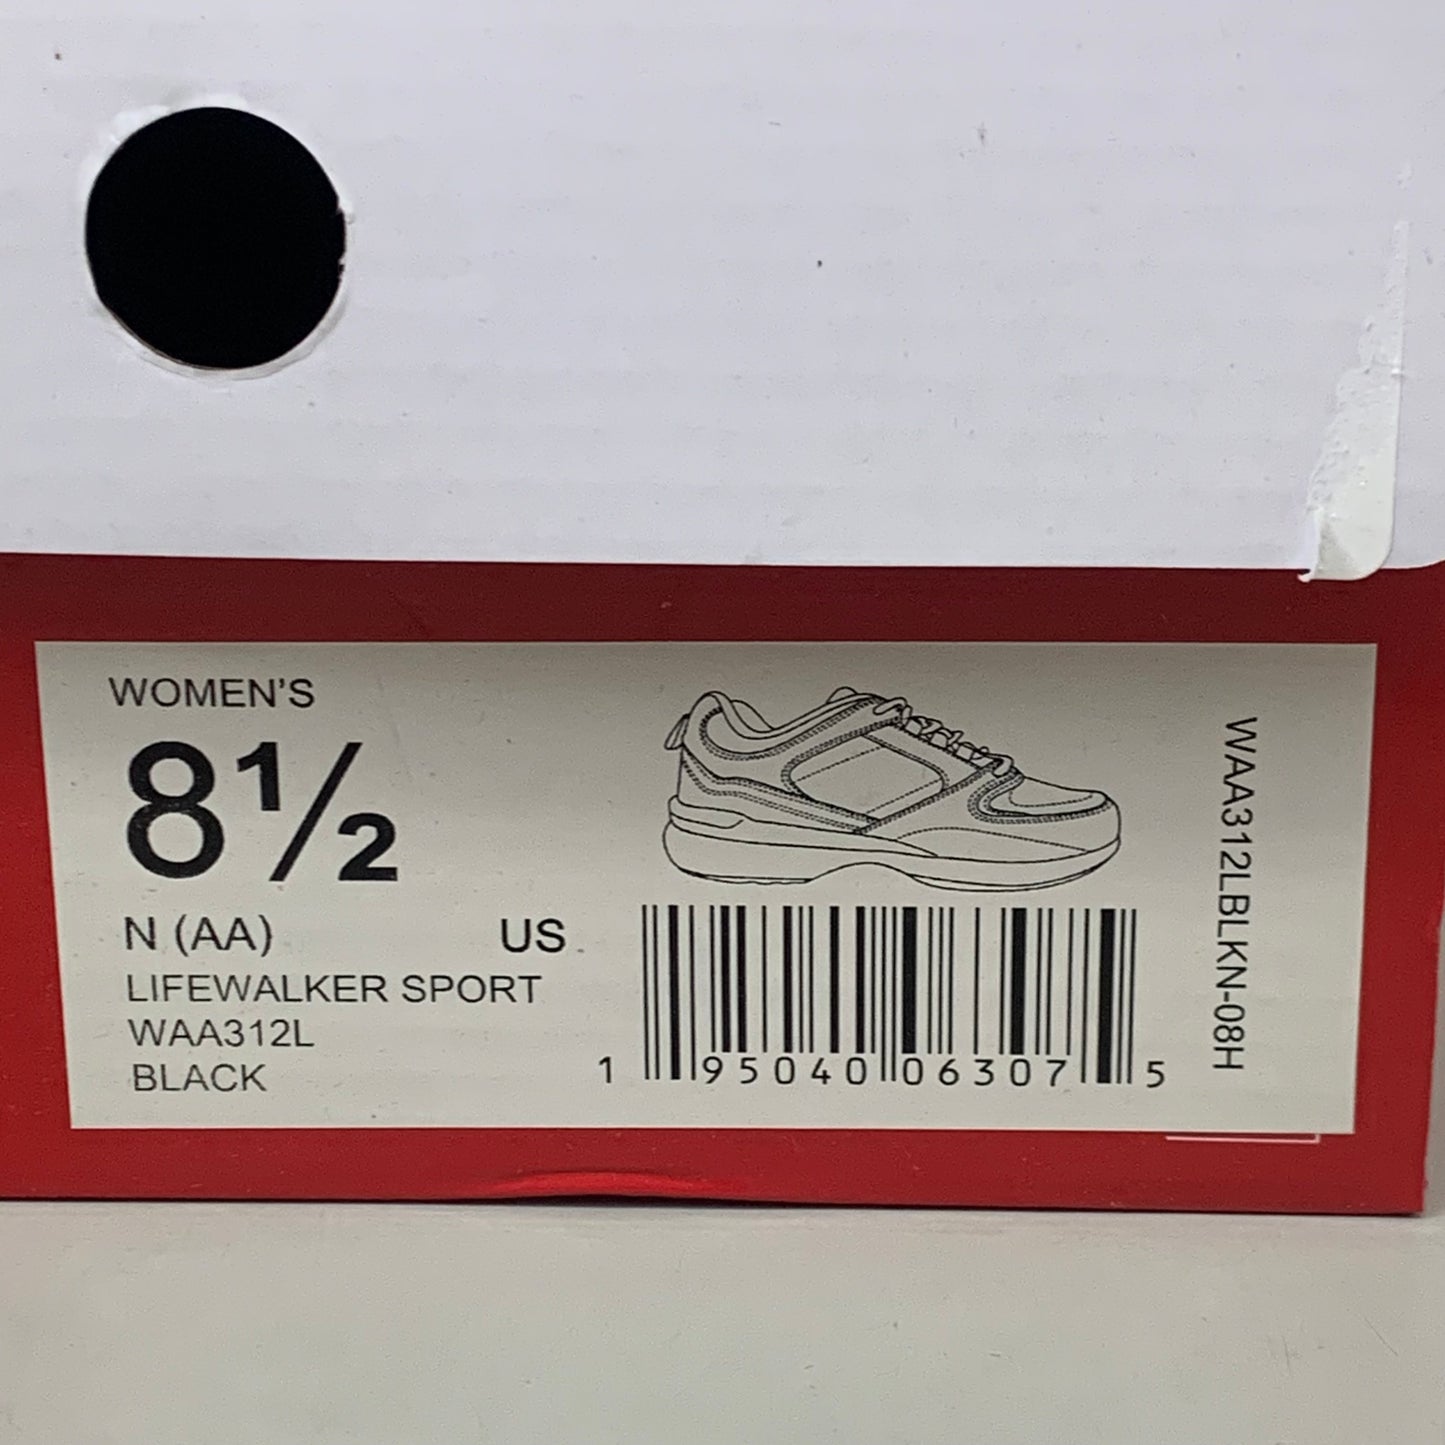 WOMEN'S
8½
N (AA) US
LIFEWALKER SPORT
WAA312L
BLACK
1 95040 06307 5
WAA312LBLKN-08H